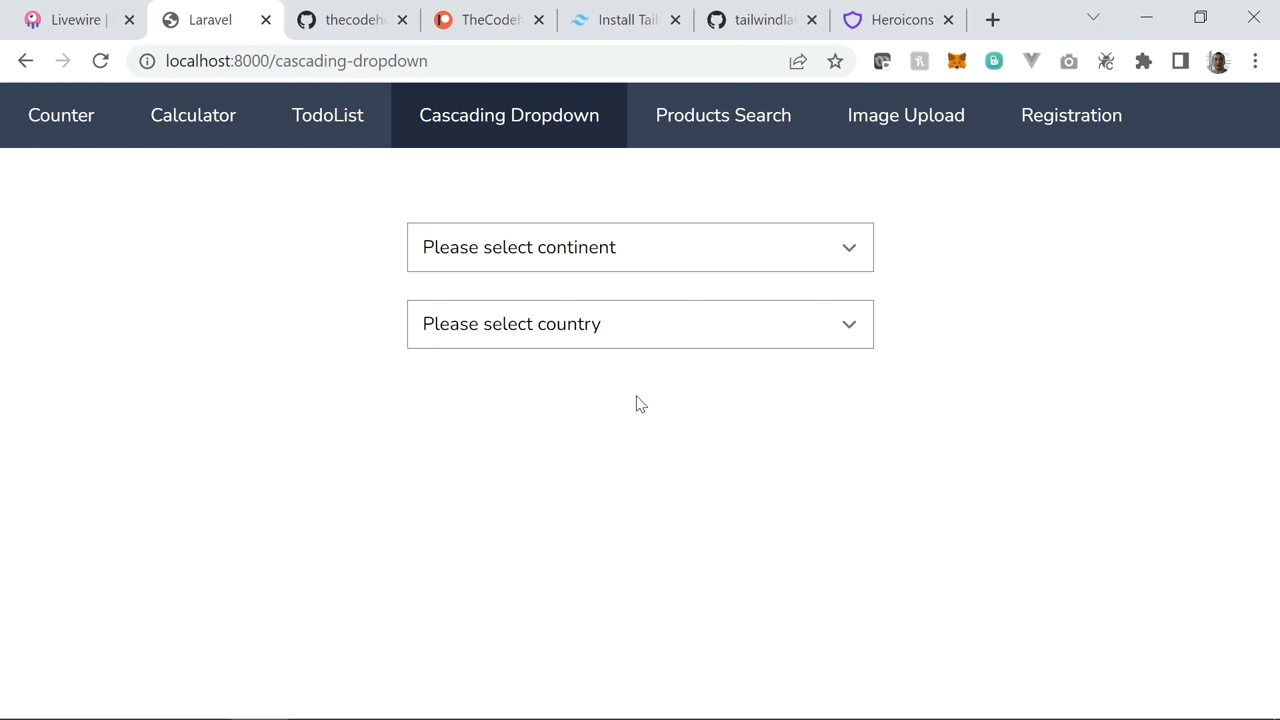 Livewire |
Laravel
thecodeh
TheCodeh
Install Tail
tailwindla
Heroicons
localhost:8000/cascading-dropdown
Counter
Calculator
TodoList
Cascading Dropdown
Products Search
Image Upload
Registration
Please select continent
Please select country